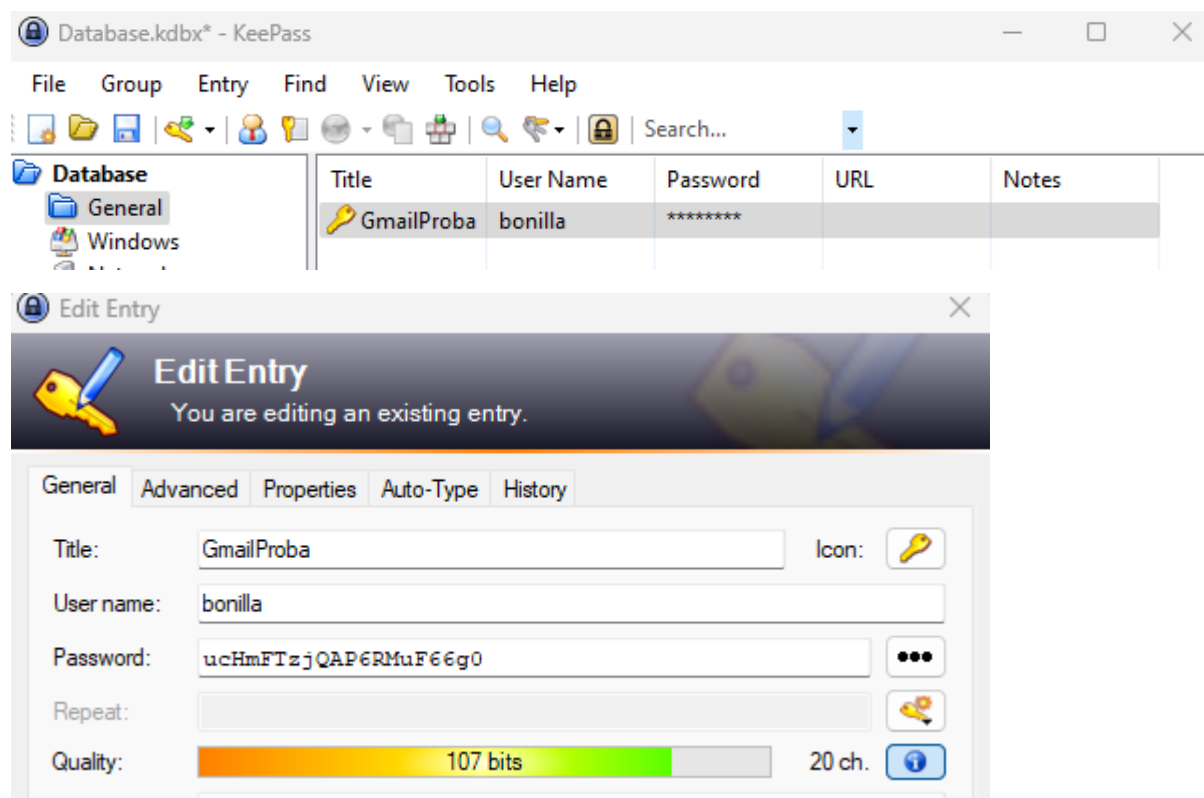 Database.kdbx* - KeePass
File Group Entry Find View Tools Help
Search...
Database
General
Windows
Title User Name Password URL Notes
GmailProba bonilla ********
Edit Entry
Edit Entry
You are editing an existing entry.
General Advanced Properties Auto-Type History
Title: GmailProba Icon:
User name: bonilla
Password: ucHmFTzjQAP6RMuF66g0
Repeat:
Quality: 107 bits 20 ch.